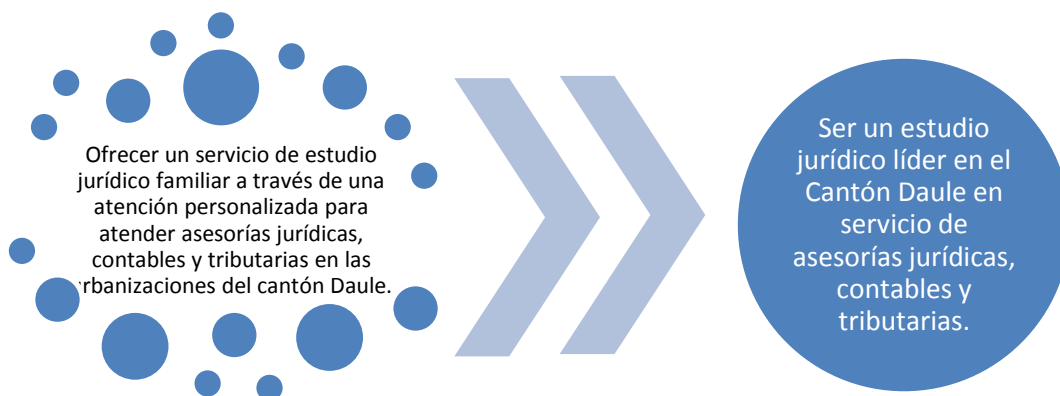 Ofrecer un servicio de estudio
jurídico familiar a través de una
atención personalizada para
atender asesorías jurídicas,
contables y tributarias en las
urbanizaciones del cantón Daule.
Ser un estudio
jurídico líder en el
Cantón Daule en
servicio de
asesorías jurídicas,
contables y
tributarias.